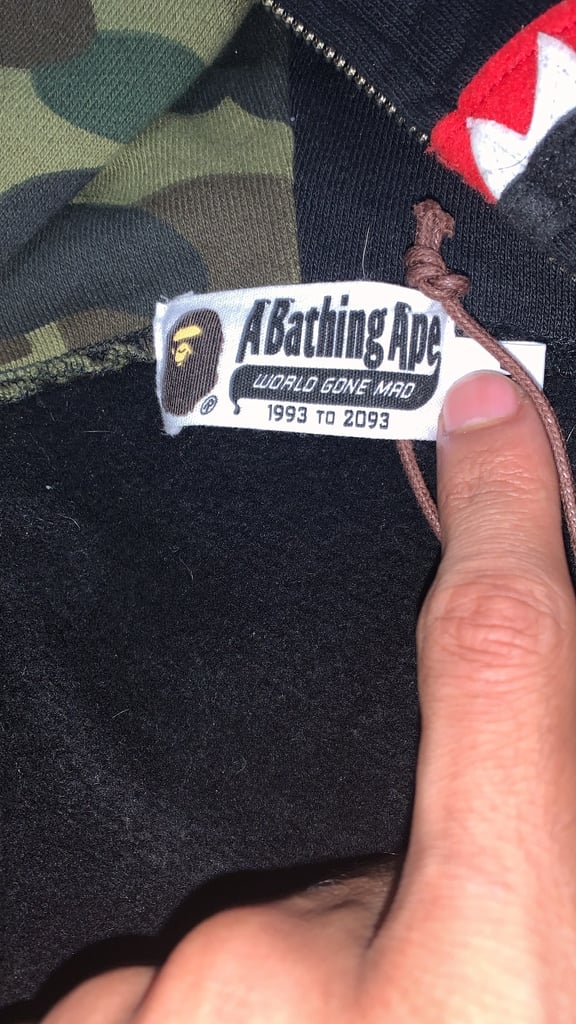 A Bathing Ape
WORLD GONE MAD
®
1993 TO 2093